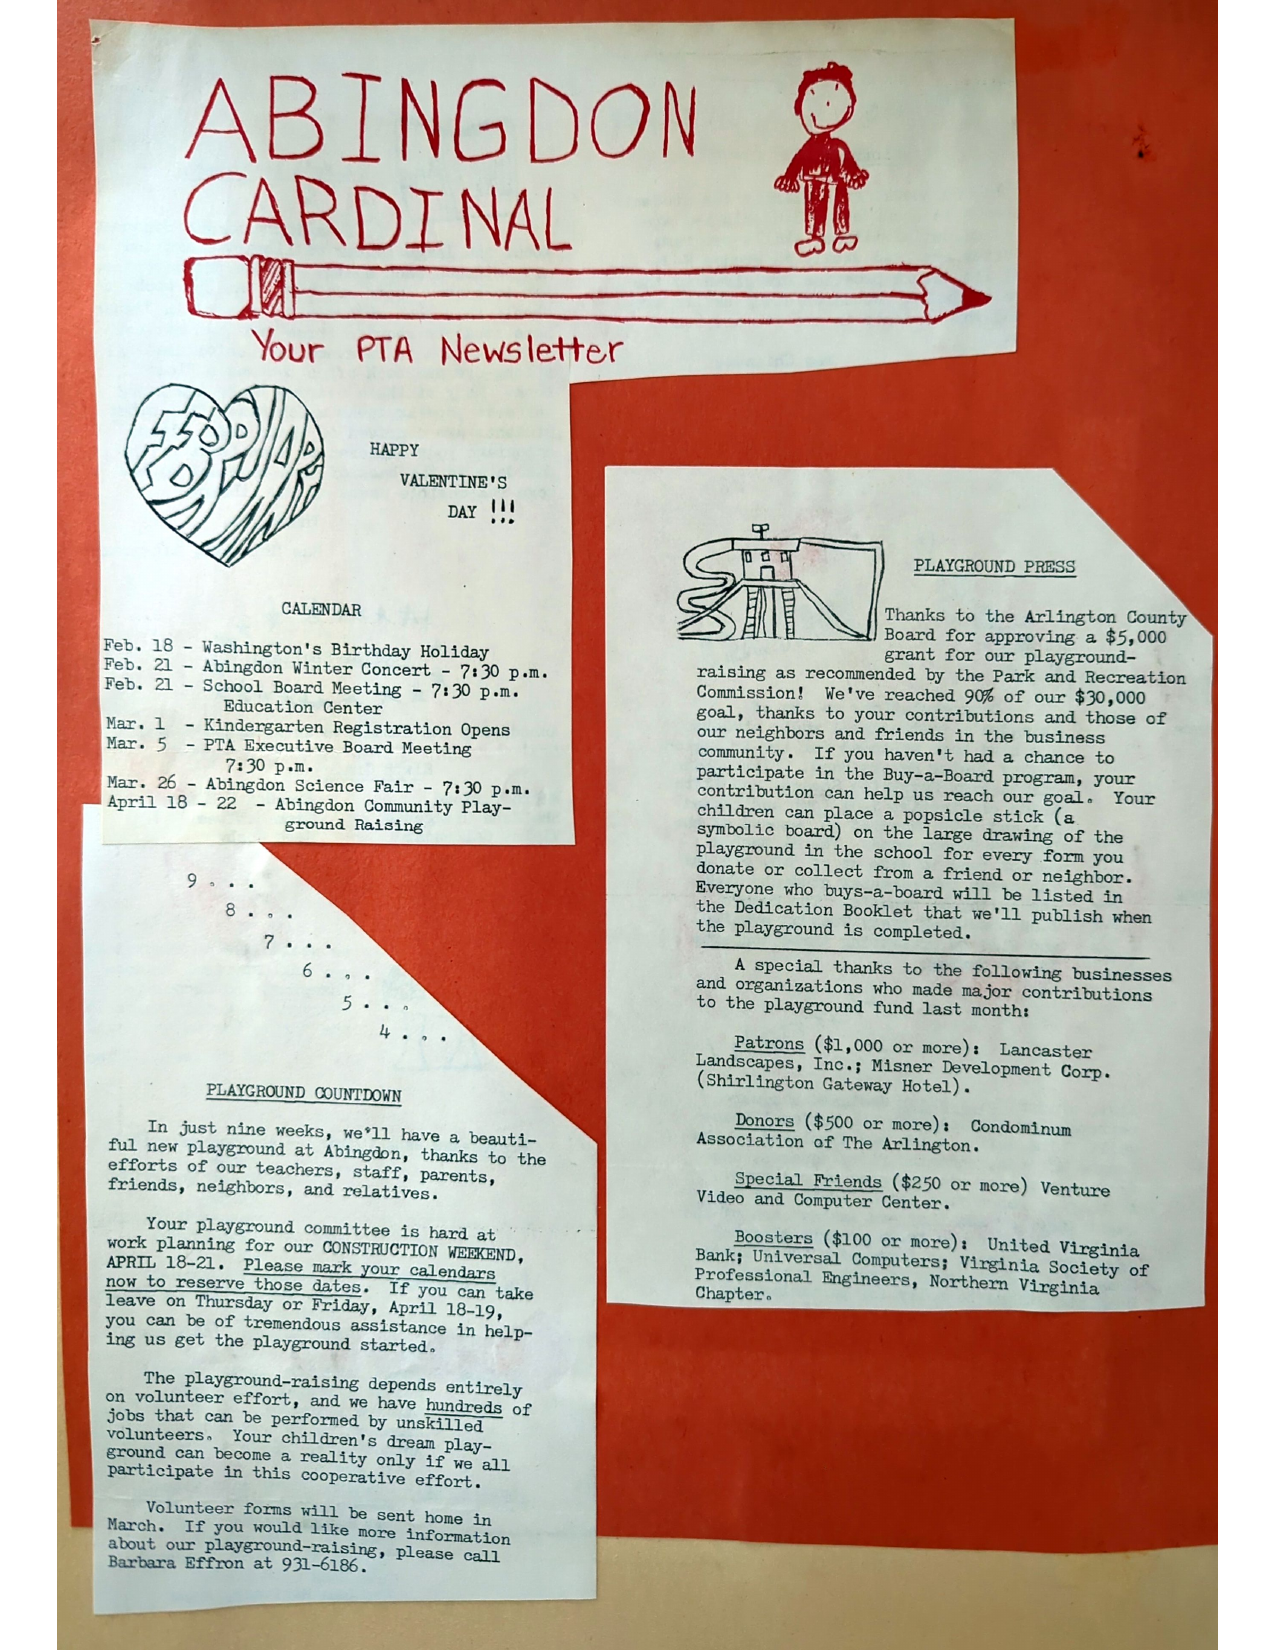 ABINGDON
CARDINAL
Your PTA Newsletter
FEBRUARY
HAPPY
VALENTINE'S
DAY !!!
CALENDAR
Feb. 18 - Washington's Birthday Holiday
Feb. 21 - Abingdon Winter Concert - 7:30 p.m.
Feb. 21 - School Board Meeting - 7:30 p.m.
Education Center
Mar. 1 - Kindergarten Registration Opens
Mar. 5 - PTA Executive Board Meeting
7:30 p.m.
Mar. 26 - Abingdon Science Fair - 7:30 p.m.
April 18 - 22 - Abingdon Community Play-
ground Raising
9 . . .
8 . . .
7 . . .
6 . . .
5 . . .
4 . . .
PLAYGROUND COUNTDOWN
In just nine weeks, we'll have a beauti-
ful new playground at Abingdon, thanks to the
efforts of our teachers, staff, parents,
friends, neighbors, and relatives.
Your playground committee is hard at
work planning for our CONSTRUCTION WEEKEND,
APRIL 18-21. Please mark your calendars
now to reserve those dates. If you can take
leave on Thursday or Friday, April 18-19,
you can be of tremendous assistance in help-
ing us get the playground started.
The playground-raising depends entirely
on volunteer effort, and we have hundreds of
jobs that can be performed by unskilled
volunteers. Your children's dream play-
ground can become a reality only if we all
participate in this cooperative effort.
Volunteer forms will be sent home in
March. If you would like more information
about our playground-raising, please call
Barbara Effron at 931-6186.
PLAYGROUND PRESS
Thanks to the Arlington County
Board for approving a $5,000
grant for our playground-
raising as recommended by the Park and Recreation
Commission! We've reached 90% of our $30,000
goal, thanks to your contributions and those of
our neighbors and friends in the business
community. If you haven't had a chance to
participate in the Buy-a-Board program, your
contribution can help us reach our goal. Your
children can place a popsicle stick (a
symbolic board) on the large drawing of the
playground in the school for every form you
donate or collect from a friend or neighbor.
Everyone who buys-a-board will be listed in
the Dedication Booklet that we'll publish when
the playground is completed.
A special thanks to the following businesses
and organizations who made major contributions
to the playground fund last month:
Patrons ($1,000 or more): Lancaster
Landscapes, Inc.; Misner Development Corp.
(Shirlington Gateway Hotel).
Donors ($500 or more): Condominum
Association of The Arlington.
Special Friends ($250 or more) Venture
Video and Computer Center.
Boosters ($100 or more): United Virginia
Bank; Universal Computers; Virginia Society of
Professional Engineers, Northern Virginia
Chapter.